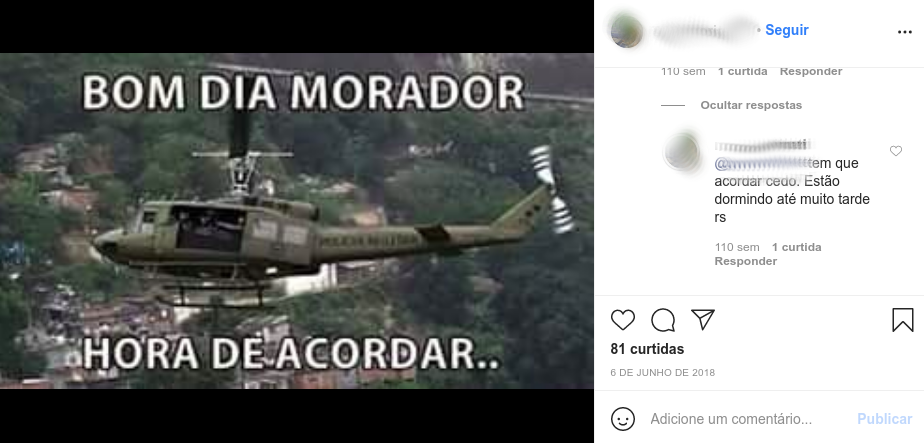 BOM DIA MORADOR
POLÍCIA MILITAR
HORA DE ACORDAR..
• Seguir
110 sem 1 curtida Responder
Ocultar respostas
@ tem que
acordar cedo. Estão
dormindo até muito tarde
rs
110 sem 1 curtida
Responder
81 curtidas
6 DE JUNHO DE 2018
Adicione um comentário... Publicar